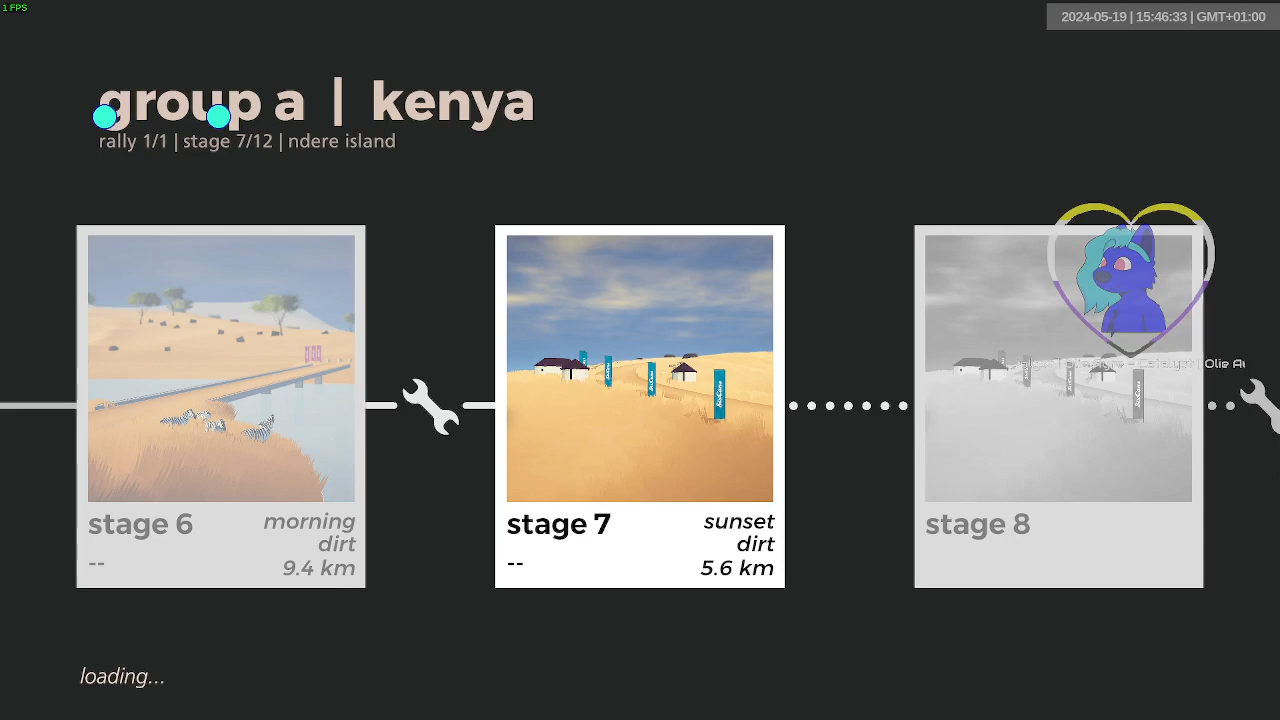 1 FPS
2024-05-19 | 15:46:33 | GMT+01:00
group a | kenya
rally 1/1 | stage 7/12 | ndere island
| Olie
stage 6
morning
dirt
--
9.4 km
stage 7
sunset
dirt
--
5.6 km
stage 8
loading...